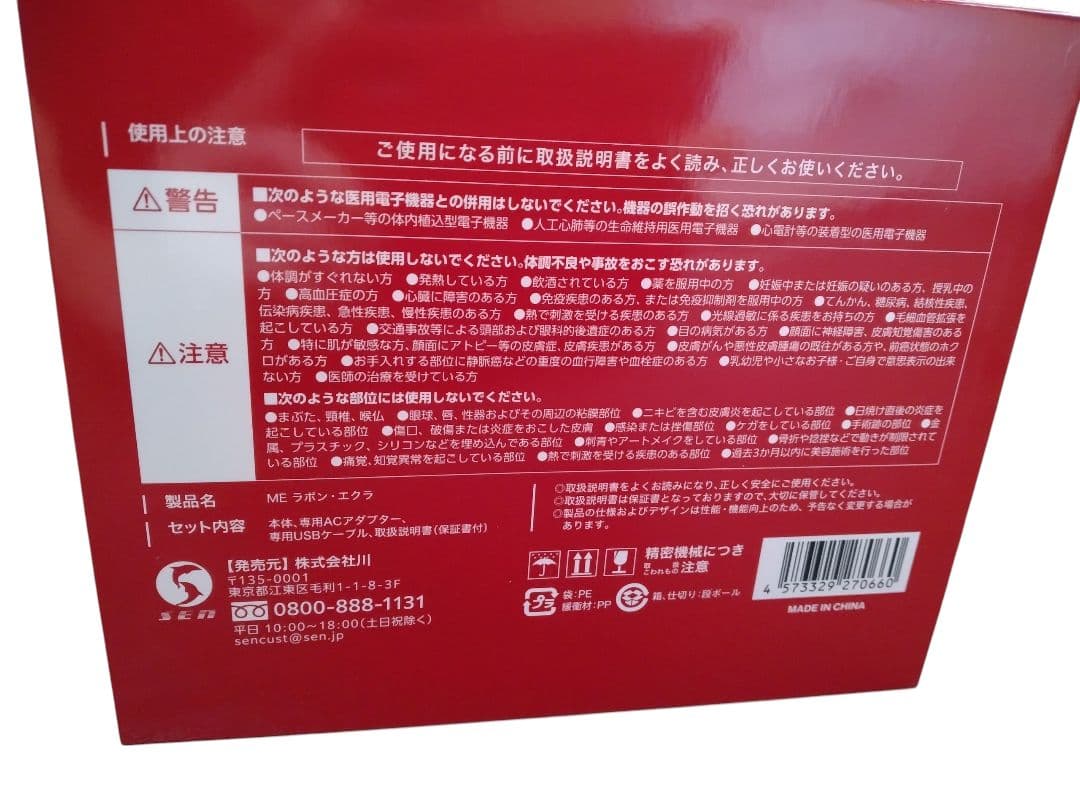 使用上の注意
ご使用になる前に取扱説明書をよく読み、正しくお使いください。
⚠警告
■次のような医用電子機器との併用はしないでください。機器の誤作動を招く恐れがあります。
●ペースメーカー等の体内植込型電子機器 ●人工心肺等の生命維持用医用電子機器 ●心電計等の装着型の医用電子機器
⚠注意
■次のような方は使用しないでください。体調不良や事故をおこす恐れがあります。
●体調がすぐれない方 ●発熱している方 ●飲酒されている方 ●薬を服用中の方 ●妊娠中または妊娠の疑いのある方、授乳中の
方 ●高血圧症の方 ●心臓に障害のある方 ●免疫疾患のある方、または免疫抑制剤を服用中の方 ●てんかん、糖尿病、結核性疾患、
伝染病疾患、急性疾患、慢性疾患のある方 ●熱で刺激を受ける疾患のある方 ●光線過敏に係る疾患をお持ちの方 ●毛細血管拡張を
起こしている方 ●交通事故等による頭部および眼科的後遺症のある方 ●目の病気がある方 ●顔面に神経障害、皮膚知覚傷害のある
方 ●特に肌が敏感な方、顔面にアトピー等の皮膚症、皮膚疾患がある方 ●皮膚がんや悪性皮膚腫瘍の既往がある方や、前癌状態のホク
ロがある方 ●お手入れする部位に静脈癌などの重度の血行障害や血栓症のある方 ●乳幼児や小さなお子様・ご自身で意思表示の出来
ない方 ●医師の治療を受けている方
■次のような部位には使用しないでください。
●まぶた、頸椎、喉仏 ●眼球、唇、性器およびその周辺の粘膜部位 ●ニキビを含む皮膚炎を起こしている部位 ●日焼け直後の炎症を
起こしている部位 ●傷口、破傷または炎症をおこした皮膚 ●感染または挫傷部位 ●ケガをしている部位 ●手術跡の部位 ●金
属、プラスチック、シリコンなどを埋め込んである部位 ●刺青やアートメイクをしている部位 ●骨折や捻挫などで動きが制限されて
いる部位 ●痛覚、知覚異常を起こしている部位 ●熱で刺激を受ける疾患のある部位 ●過去3か月以内に美容施術を行った部位
製品名 ME ラボン・エクラ
セット内容 本体、専用ACアダプター、
専用USBケーブル、取扱説明書(保証書付)
◎取扱説明書をよくお読みになり、正しく安全にご使用ください。
◎取扱説明書は保証書となっておりますので、大切に保管してください。
◎製品の仕様およびデザインは性能・機能向上のため、予告なく変更する場合が
あります。
【発売元】株式会社川
〒135-0001
東京都江東区毛利1-1-8-3F
0800-888-1131
平日 10:00~18:00(土日祝除く)
sencust@sen.jp
SEN
精密機械につき
取扱注意
こわれもの
プラ
袋:PE
緩衝材:PP
箱、仕切り:段ボール
4 573329 270660
MADE IN CHINA